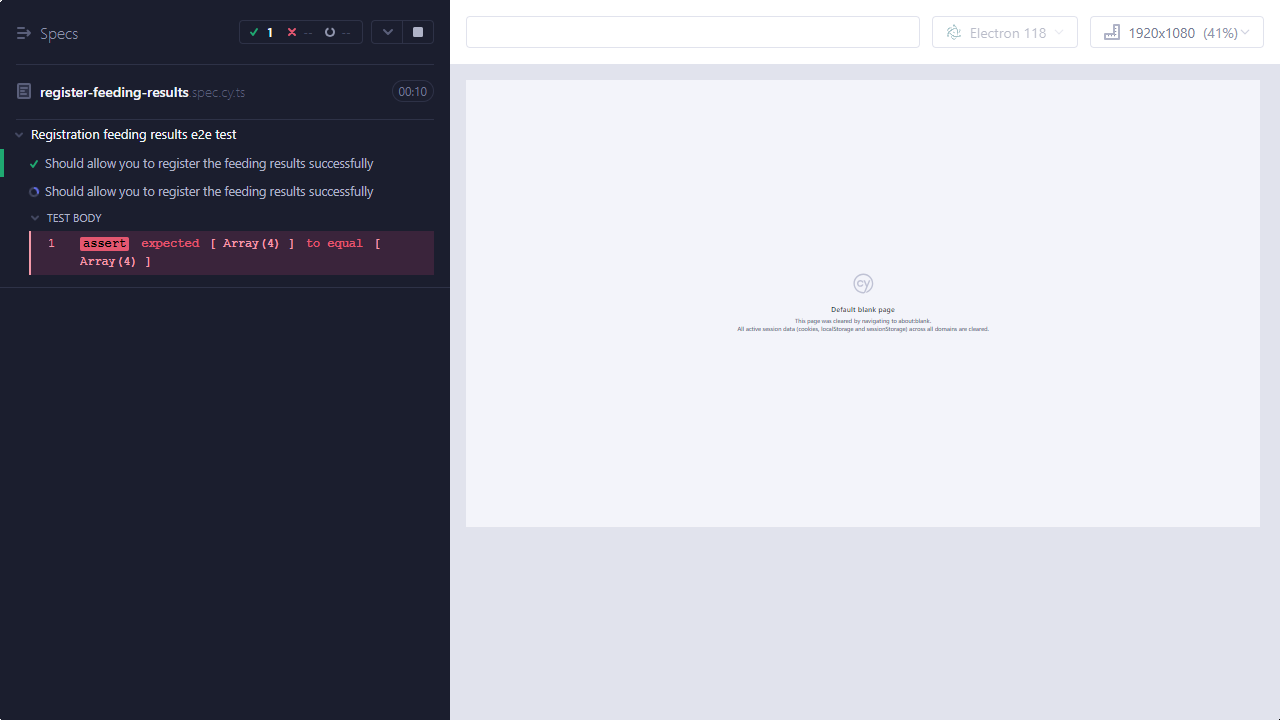 Specs
1 -- --
Electron 118
1920x1080 (41%)
register-feeding-results.spec.cy.ts
00:10
Registration feeding results e2e test
Should allow you to register the feeding results successfully
Should allow you to register the feeding results successfully
TEST BODY
1 assert expected [ Array(4) ] to equal [
Array(4) ]
cy
Default blank page
This page was cleared by navigating to about:blank.
All active session data (cookies, localStorage and sessionStorage) across all domains are cleared.